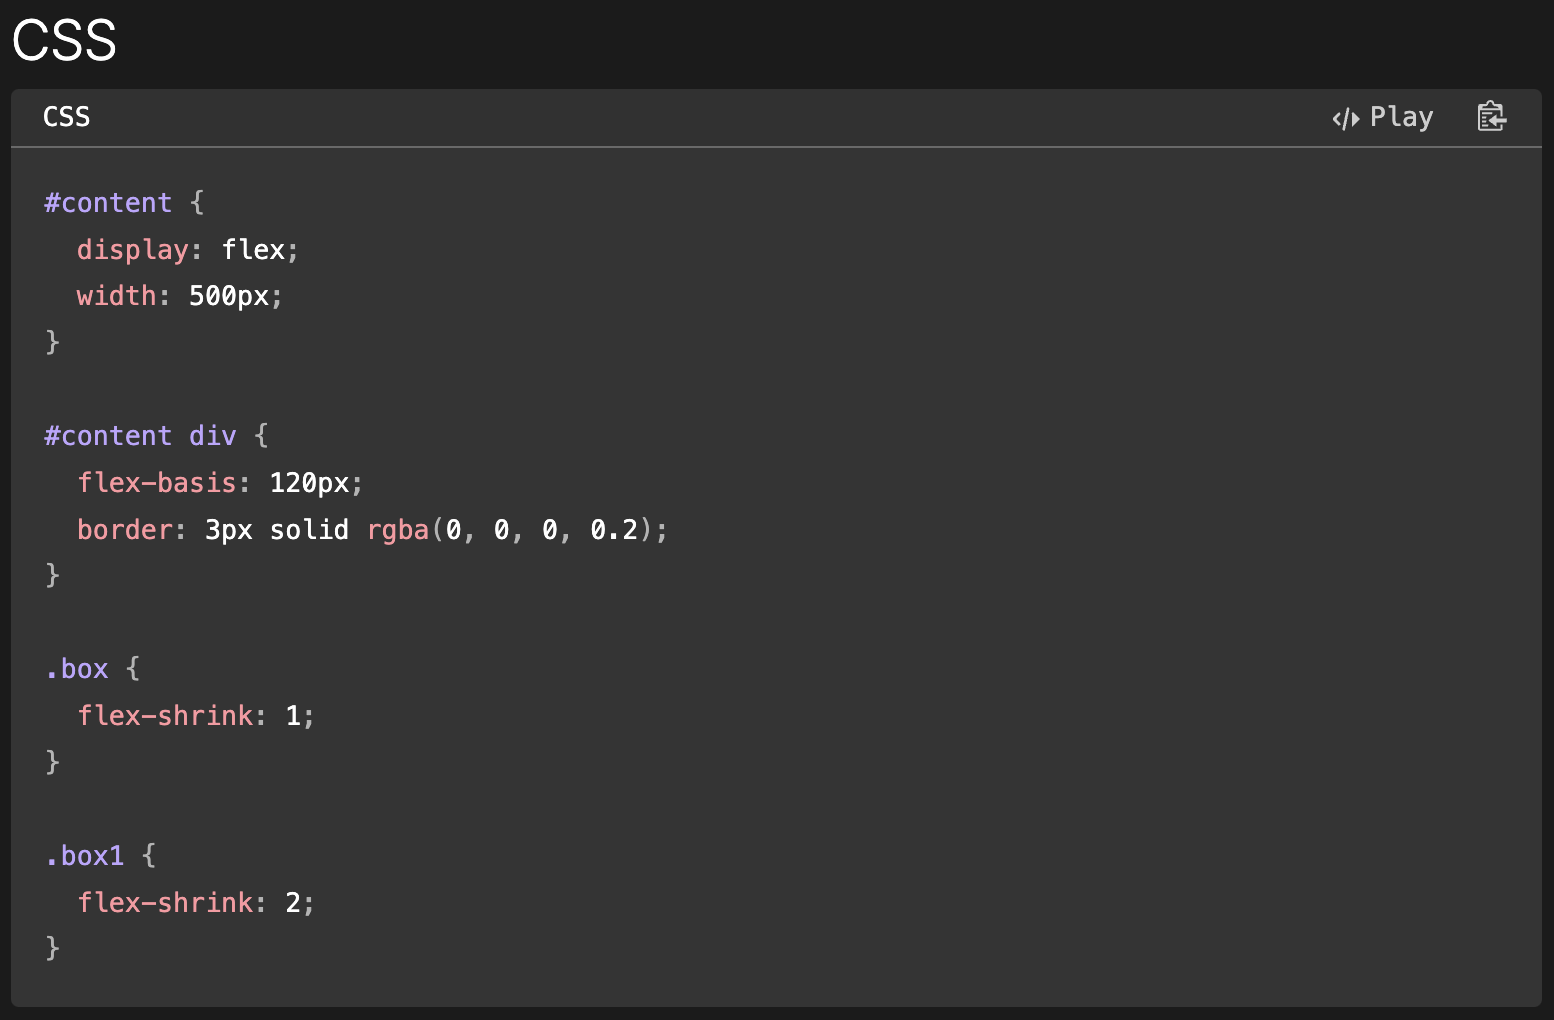 CSS
CSS
Play
#content {
  display: flex;
  width: 500px;
}

#content div {
  flex-basis: 120px;
  border: 3px solid rgba(0, 0, 0, 0.2);
}

.box {
  flex-shrink: 1;
}

.box1 {
  flex-shrink: 2;
}